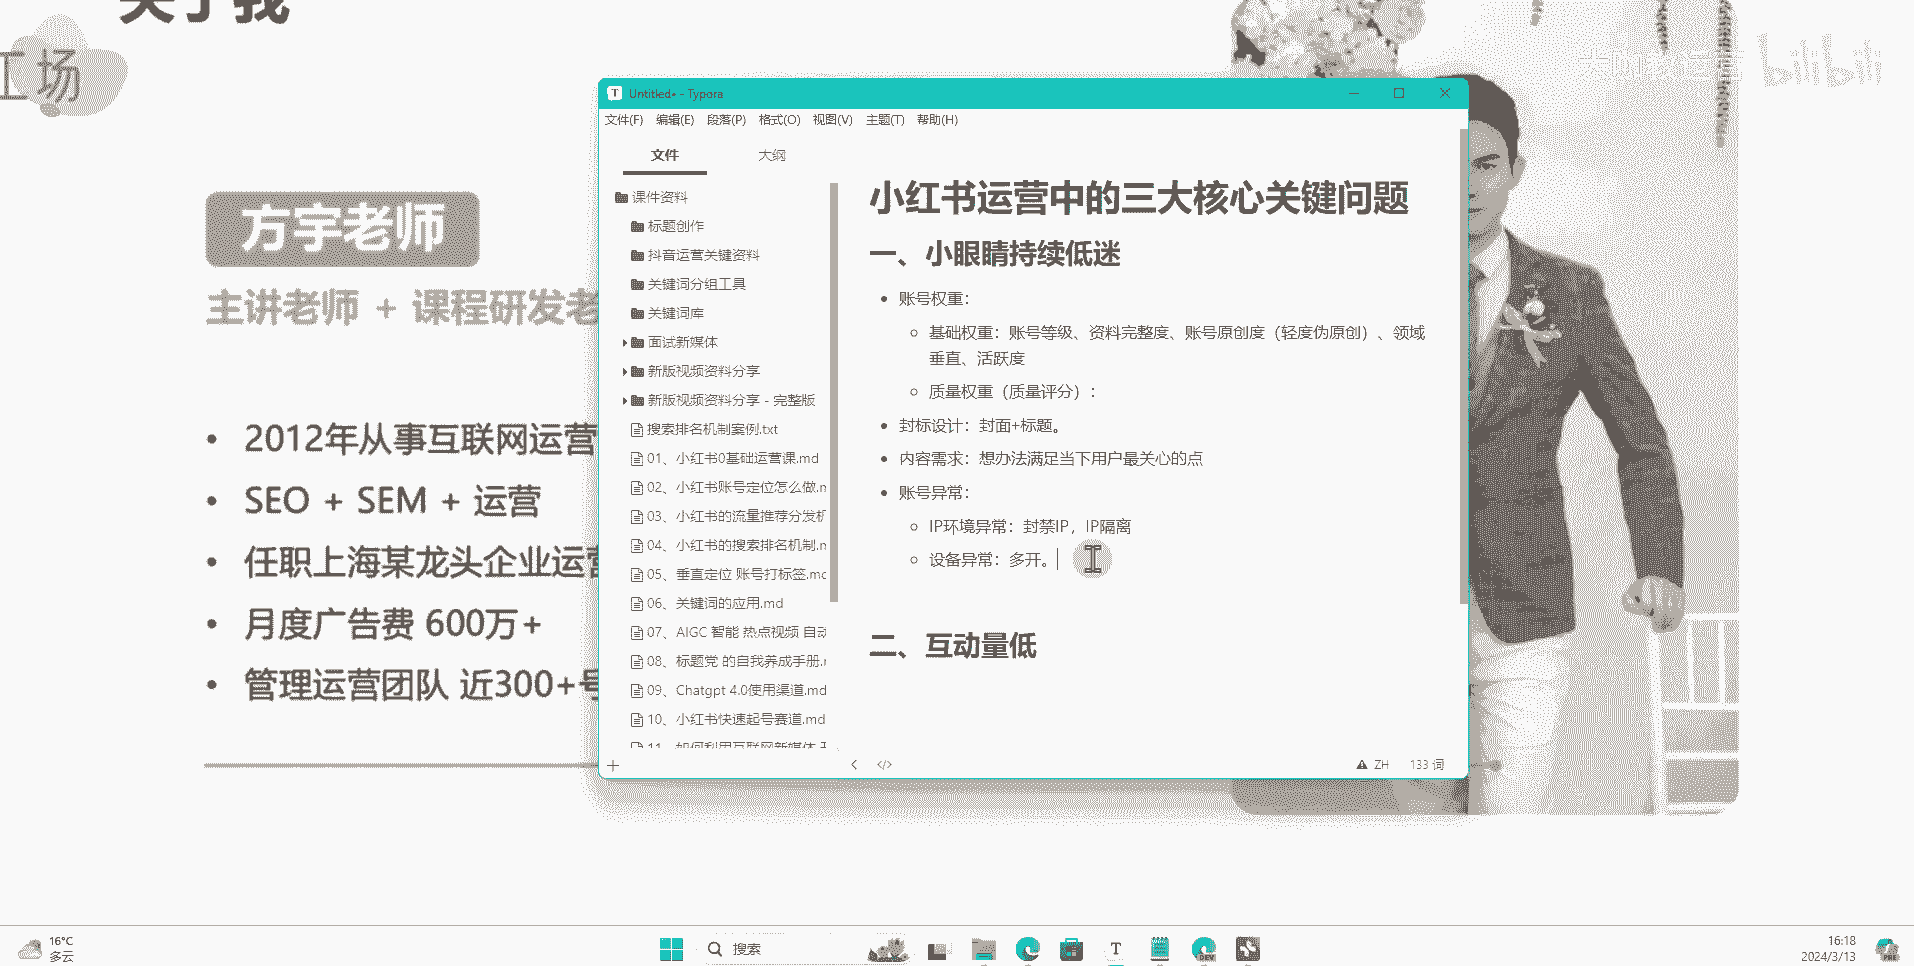 关于我
工场
bilibili
方宇老师
主讲老师 + 课程研发老
2012年从事互联网运营
SEO + SEM + 运营
任职上海某龙头企业运营
月度广告费 600万+
管理运营团队 近300+号
Untitled• - Typora
文件(F) 编辑(E) 段落(P) 格式(O) 视图(V) 主题(T) 帮助(H)
文件 大纲
课件资料
标题创作
抖音运营关键资料
关键词分组工具
关键词库
面试新媒体
新版视频资料分享
新版视频资料分享 - 完整版
搜索排名机制案例.txt
01、小红书0基础运营课.md
02、小红书账号定位怎么做.m
03、小红书的流量推荐分发机
04、小红书的搜索排名机制.m
05、垂直定位 账号打标签.md
06、关键词的应用.md
07、AIGC 智能 热点视频 自动
08、标题党 的自我养成手册.m
09、Chatgpt 4.0使用渠道.md
10、小红书快速起号赛道.md
11、如何利用互联网新媒体
小红书运营中的三大核心关键问题
一、小眼睛持续低迷
账号权重：
基础权重：账号等级、资料完整度、账号原创度（轻度伪原创）、领域
垂直、活跃度
质量权重（质量评分）：
封标设计：封面+标题。
内容需求：想办法满足当下用户最关心的点
账号异常：
IP环境异常：封禁IP，IP隔离
设备异常：多开。
二、互动量低
ZH 133 词
16°C
多云
搜索
16:18
2024/3/13